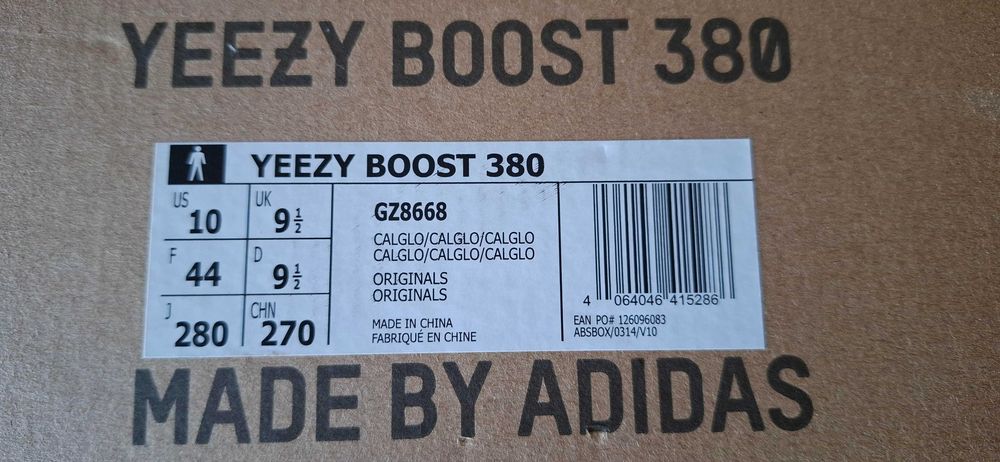 YEEZY BOOST 380
YEEZY BOOST 380
US 10 UK 9 1/2
F 44 D 9 1/2
J 280 CHN 270
GZ8668
CALGLO/CALGLO/CALGLO
CALGLO/CALGLO/CALGLO
ORIGINALS
ORIGINALS
MADE IN CHINA
FABRIQUÉ EN CHINE
4 064046 415286
EAN PO# 126096083
ABSBOX/0314/V10
MADE BY ADIDAS